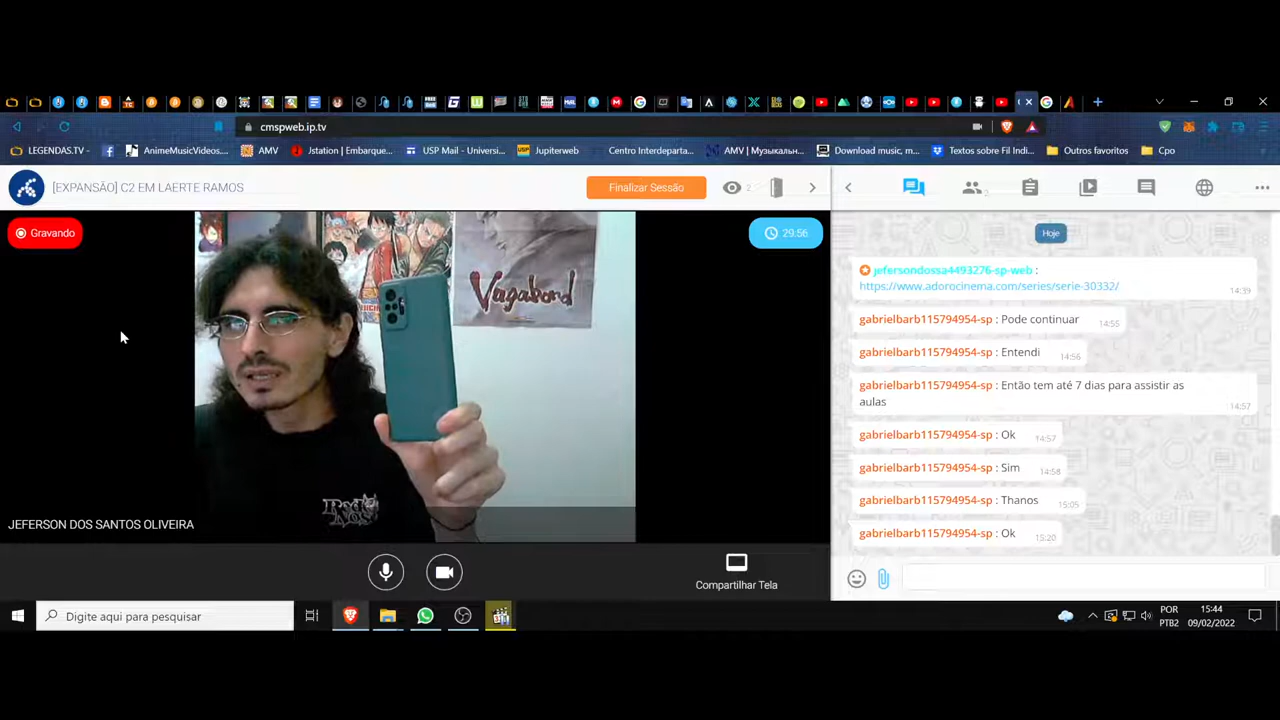 cmspweb.ip.tv
LEGENDAS.TV -
AnimeMusicVideos...
AMV
Jstation | Embarque...
USP Mail - Universi...
Jupiterweb
Centro Interdeparta...
AMV | Музыкальн...
Download music, m...
Textos sobre Fil Indi...
Outros favoritos
Cpo
[EXPANSÃO] C2 EM LAERTE RAMOS
Finalizar Sessão
2
Gravando
29:56
Vagabond
JEFERSON DOS SANTOS OLIVEIRA
Compartilhar Tela
Hoje
jefersondossa4493276-sp-web :
https://www.adorocinema.com/series/serie-30332/
14:39
gabrielbarb115794954-sp : Pode continuar
14:55
gabrielbarb115794954-sp : Entendi
14:56
gabrielbarb115794954-sp : Então tem até 7 dias para assistir as
aulas
14:57
gabrielbarb115794954-sp : Ok
14:57
gabrielbarb115794954-sp : Sim
14:58
gabrielbarb115794954-sp : Thanos
15:05
gabrielbarb115794954-sp : Ok
15:20
Digite aqui para pesquisar
POR
PTB2
15:44
09/02/2022